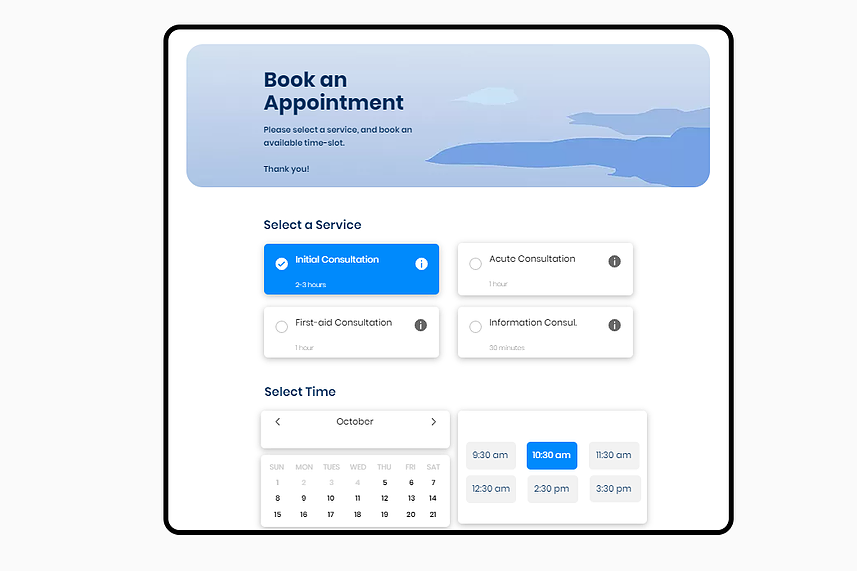 Book an
Appointment
Please select a service, and book an
available time-slot.
Thank you!
Select a Service
Initial Consultation
2-3 hours
Acute Consultation
1 hour
First-aid Consultation
1 hour
Information Consul.
30 minutes
Select Time
October
SUN MON TUES WED THU FRI SAT
1 2 3 4 5 6 7
8 9 10 11 12 13 14
15 16 17 18 19 20 21
9:30 am 10:30 am 11:30 am
12:30 am 2:30 pm 3:30 pm